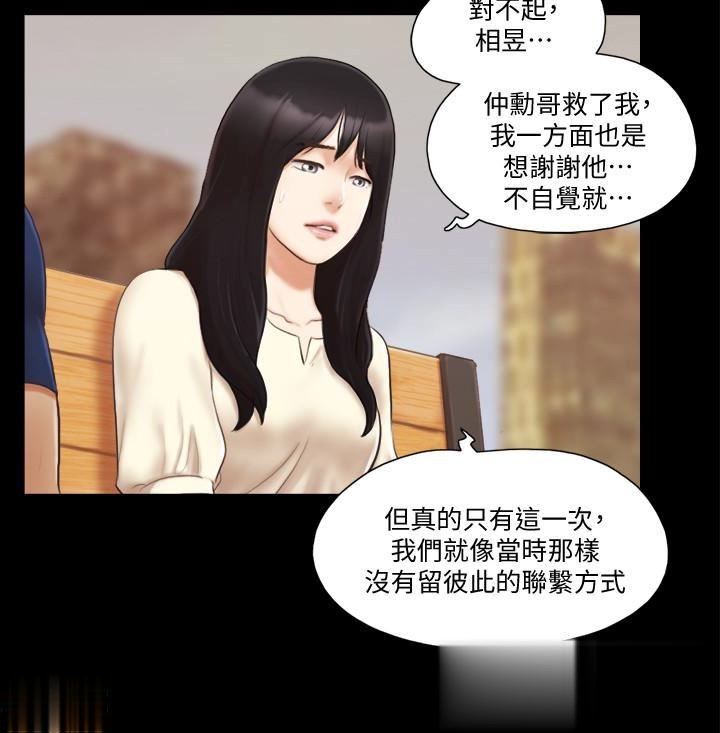 對不起，
相昱⋯
仲勳哥救了我，
我一方面也是
想謝謝他⋯
不自覺就⋯
但真的只有這一次，
我們就像當時那樣
沒有留彼此的聯繫方式